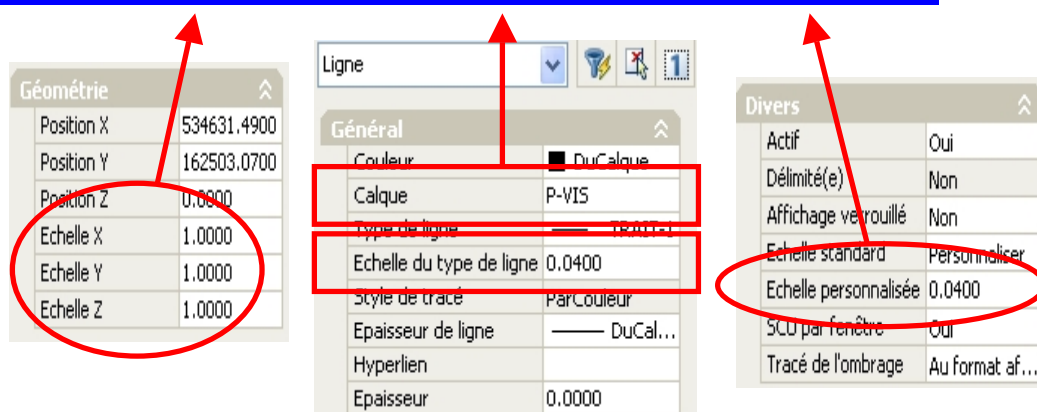 Géométrie
Position X 534631.4900
Position Y 162503.0700
Position Z 0.0000
Echelle X 1.0000
Echelle Y 1.0000
Echelle Z 1.0000
Ligne
1
Général
Couleur DuCalque
Calque P-VIS
Type de ligne TRAIT-1
Echelle du type de ligne 0.0400
Style de tracé ParCouleur
Epaisseur de ligne DuCal...
Hyperlien
Epaisseur 0.0000
Divers
Actif Oui
Délimité(e) Non
Affichage verrouillé Non
Echelle standard Personnaliser
Echelle personnalisée 0.0400
SCU par fenêtre Oui
Tracé de l'ombrage Au format af...